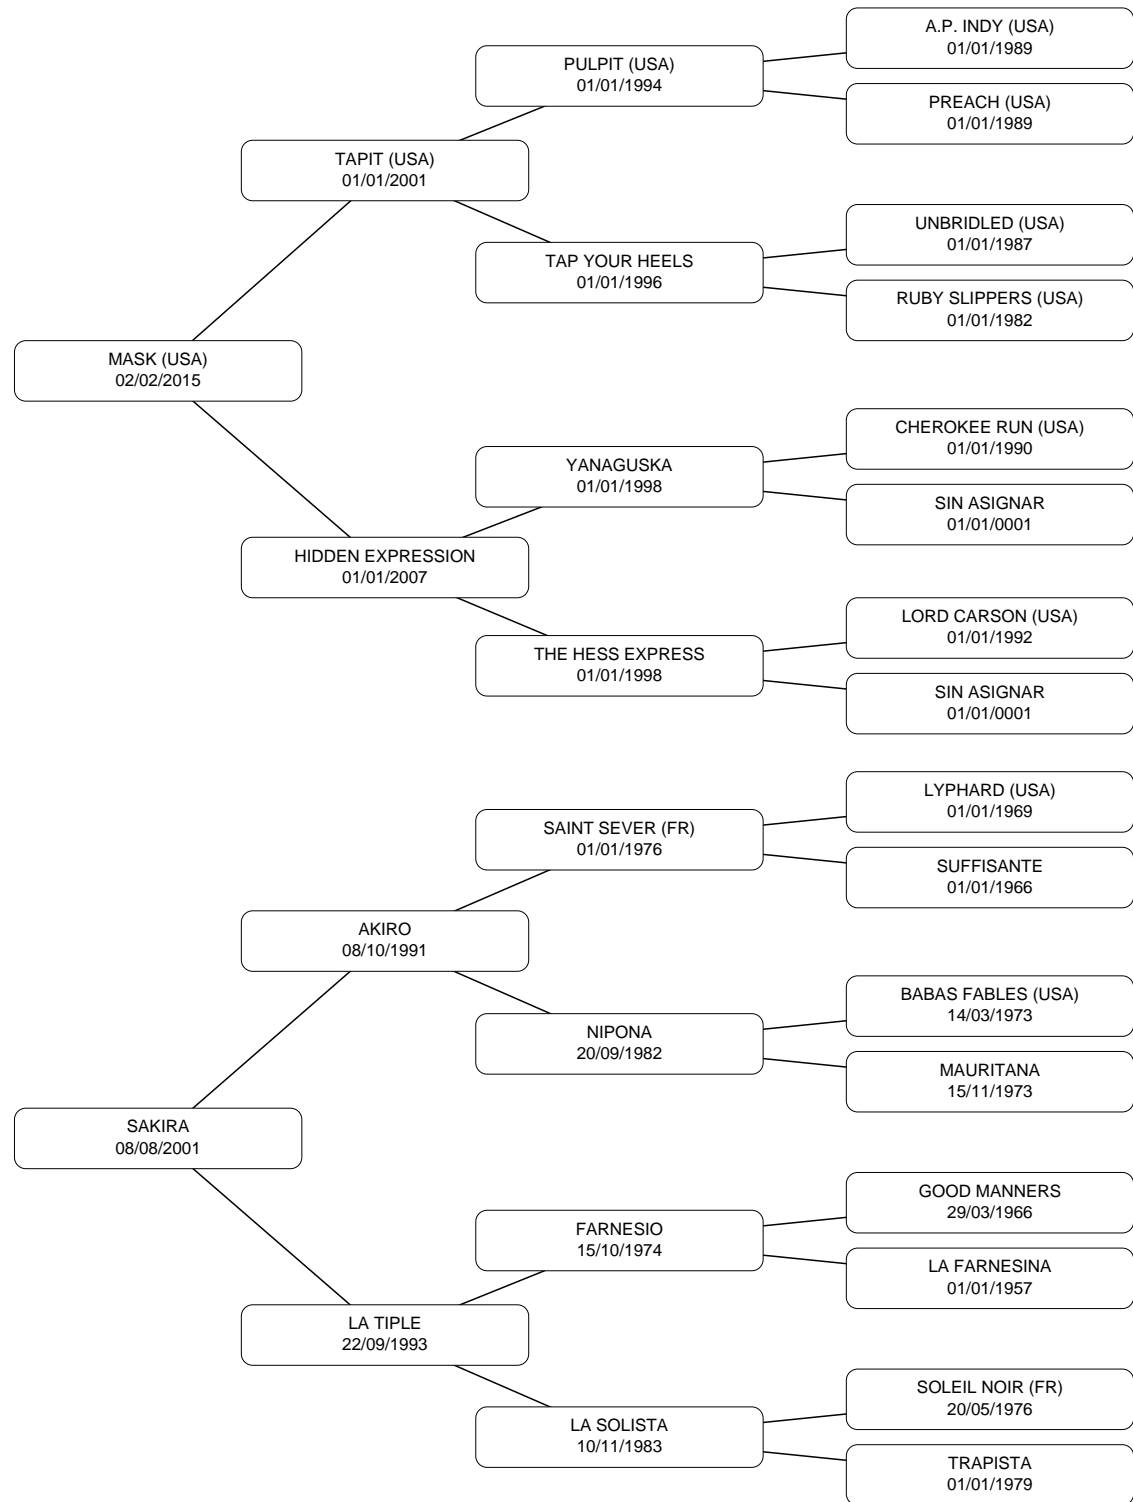 A.P. INDY (USA)
01/01/1989
PULPIT (USA)
01/01/1994
PREACH (USA)
01/01/1989
TAPIT (USA)
01/01/2001
UNBRIDLED (USA)
01/01/1987
TAP YOUR HEELS
01/01/1996
RUBY SLIPPERS (USA)
01/01/1982
MASK (USA)
02/02/2015
CHEROKEE RUN (USA)
01/01/1990
YANAGUSKA
01/01/1998
SIN ASIGNAR
01/01/0001
HIDDEN EXPRESSION
01/01/2007
LORD CARSON (USA)
01/01/1992
THE HESS EXPRESS
01/01/1998
SIN ASIGNAR
01/01/0001
LYPHARD (USA)
01/01/1969
SAINT SEVER (FR)
01/01/1976
SUFFISANTE
01/01/1966
AKIRO
08/10/1991
BABAS FABLES (USA)
14/03/1973
NIPONA
20/09/1982
MAURITANA
15/11/1973
SAKIRA
08/08/2001
GOOD MANNERS
29/03/1966
FARNESIO
15/10/1974
LA FARNESINA
01/01/1957
LA TIPLE
22/09/1993
SOLEIL NOIR (FR)
20/05/1976
LA SOLISTA
10/11/1983
TRAPISTA
01/01/1979